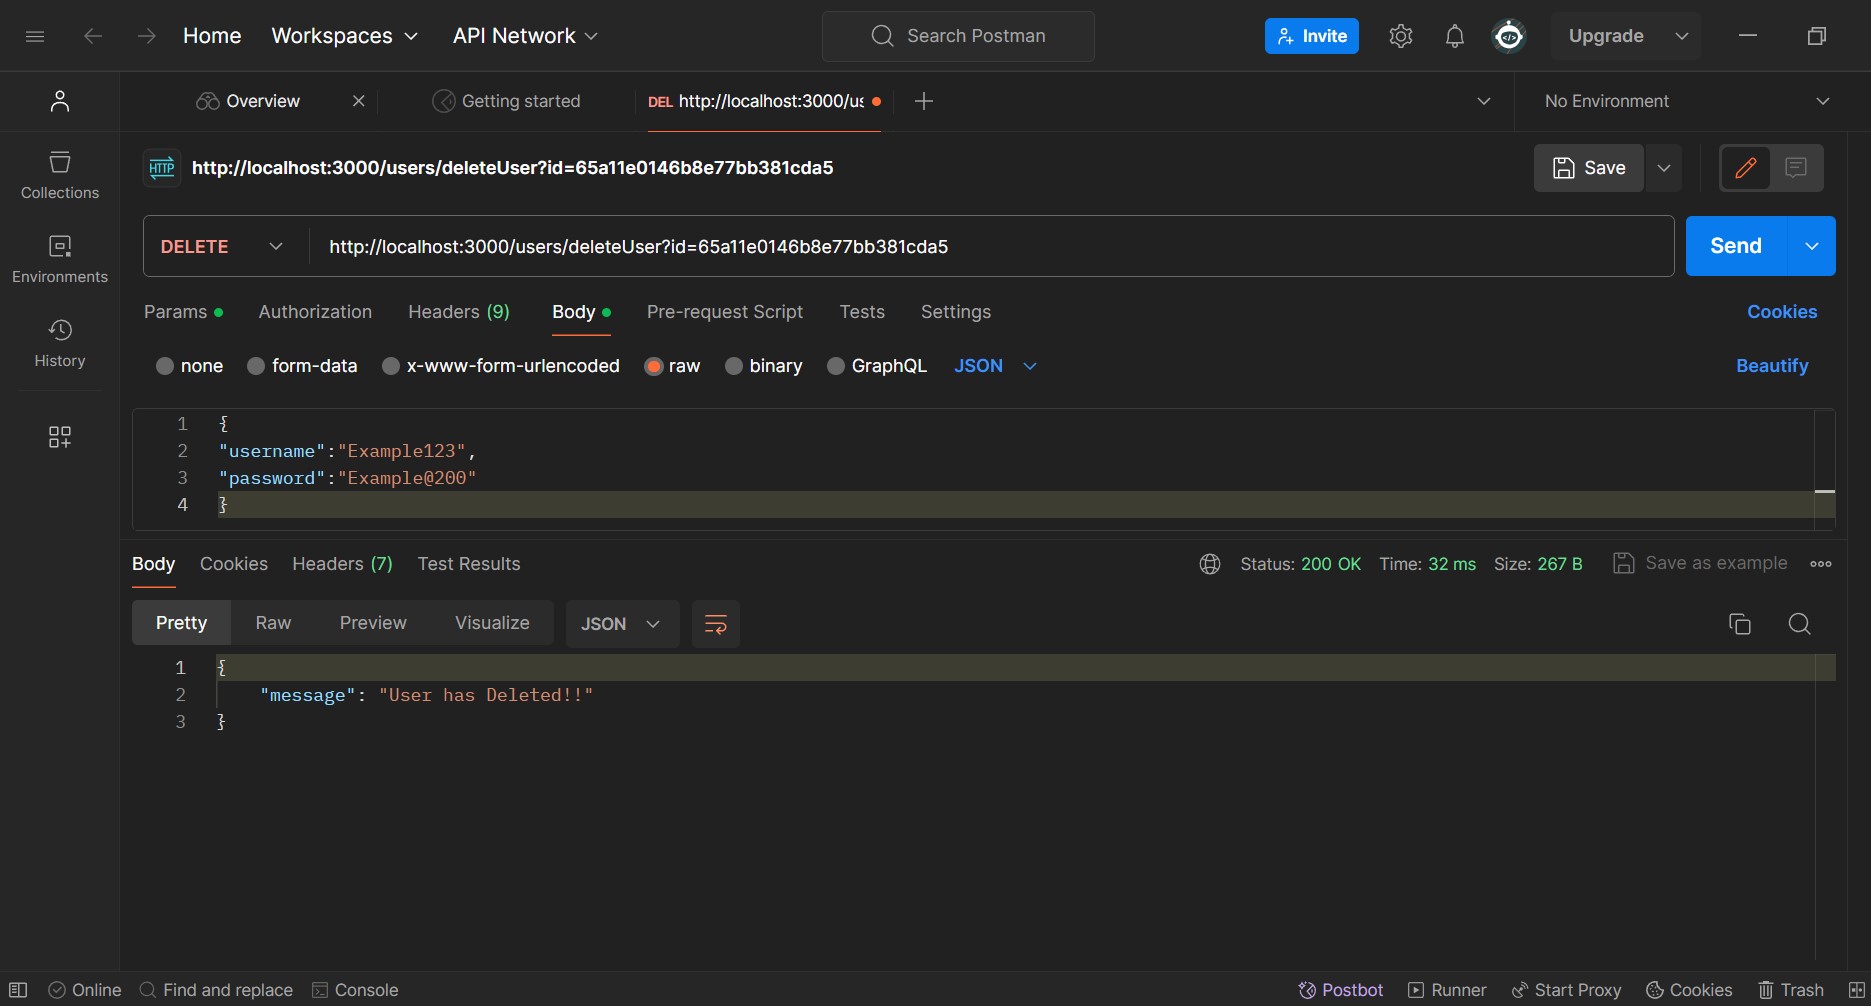 Home Workspaces API Network Search Postman Invite Upgrade
Overview Getting started DEL http://localhost:3000/us No Environment
HTTP http://localhost:3000/users/deleteUser?id=65a11e0146b8e77bb381cda5 Save
Collections
DELETE http://localhost:3000/users/deleteUser?id=65a11e0146b8e77bb381cda5 Send
Environments
Params Authorization Headers (9) Body Pre-request Script Tests Settings Cookies
History
none form-data x-www-form-urlencoded raw binary GraphQL JSON Beautify
1 {
2 "username":"Example123",
3 "password":"Example@200"
4 }
Body Cookies Headers (7) Test Results Status: 200 OK Time: 32 ms Size: 267 B Save as example
Pretty Raw Preview Visualize JSON
1 {
2 "message": "User has Deleted!!"
3 }
Online Find and replace Console Postbot Runner Start Proxy Cookies Trash